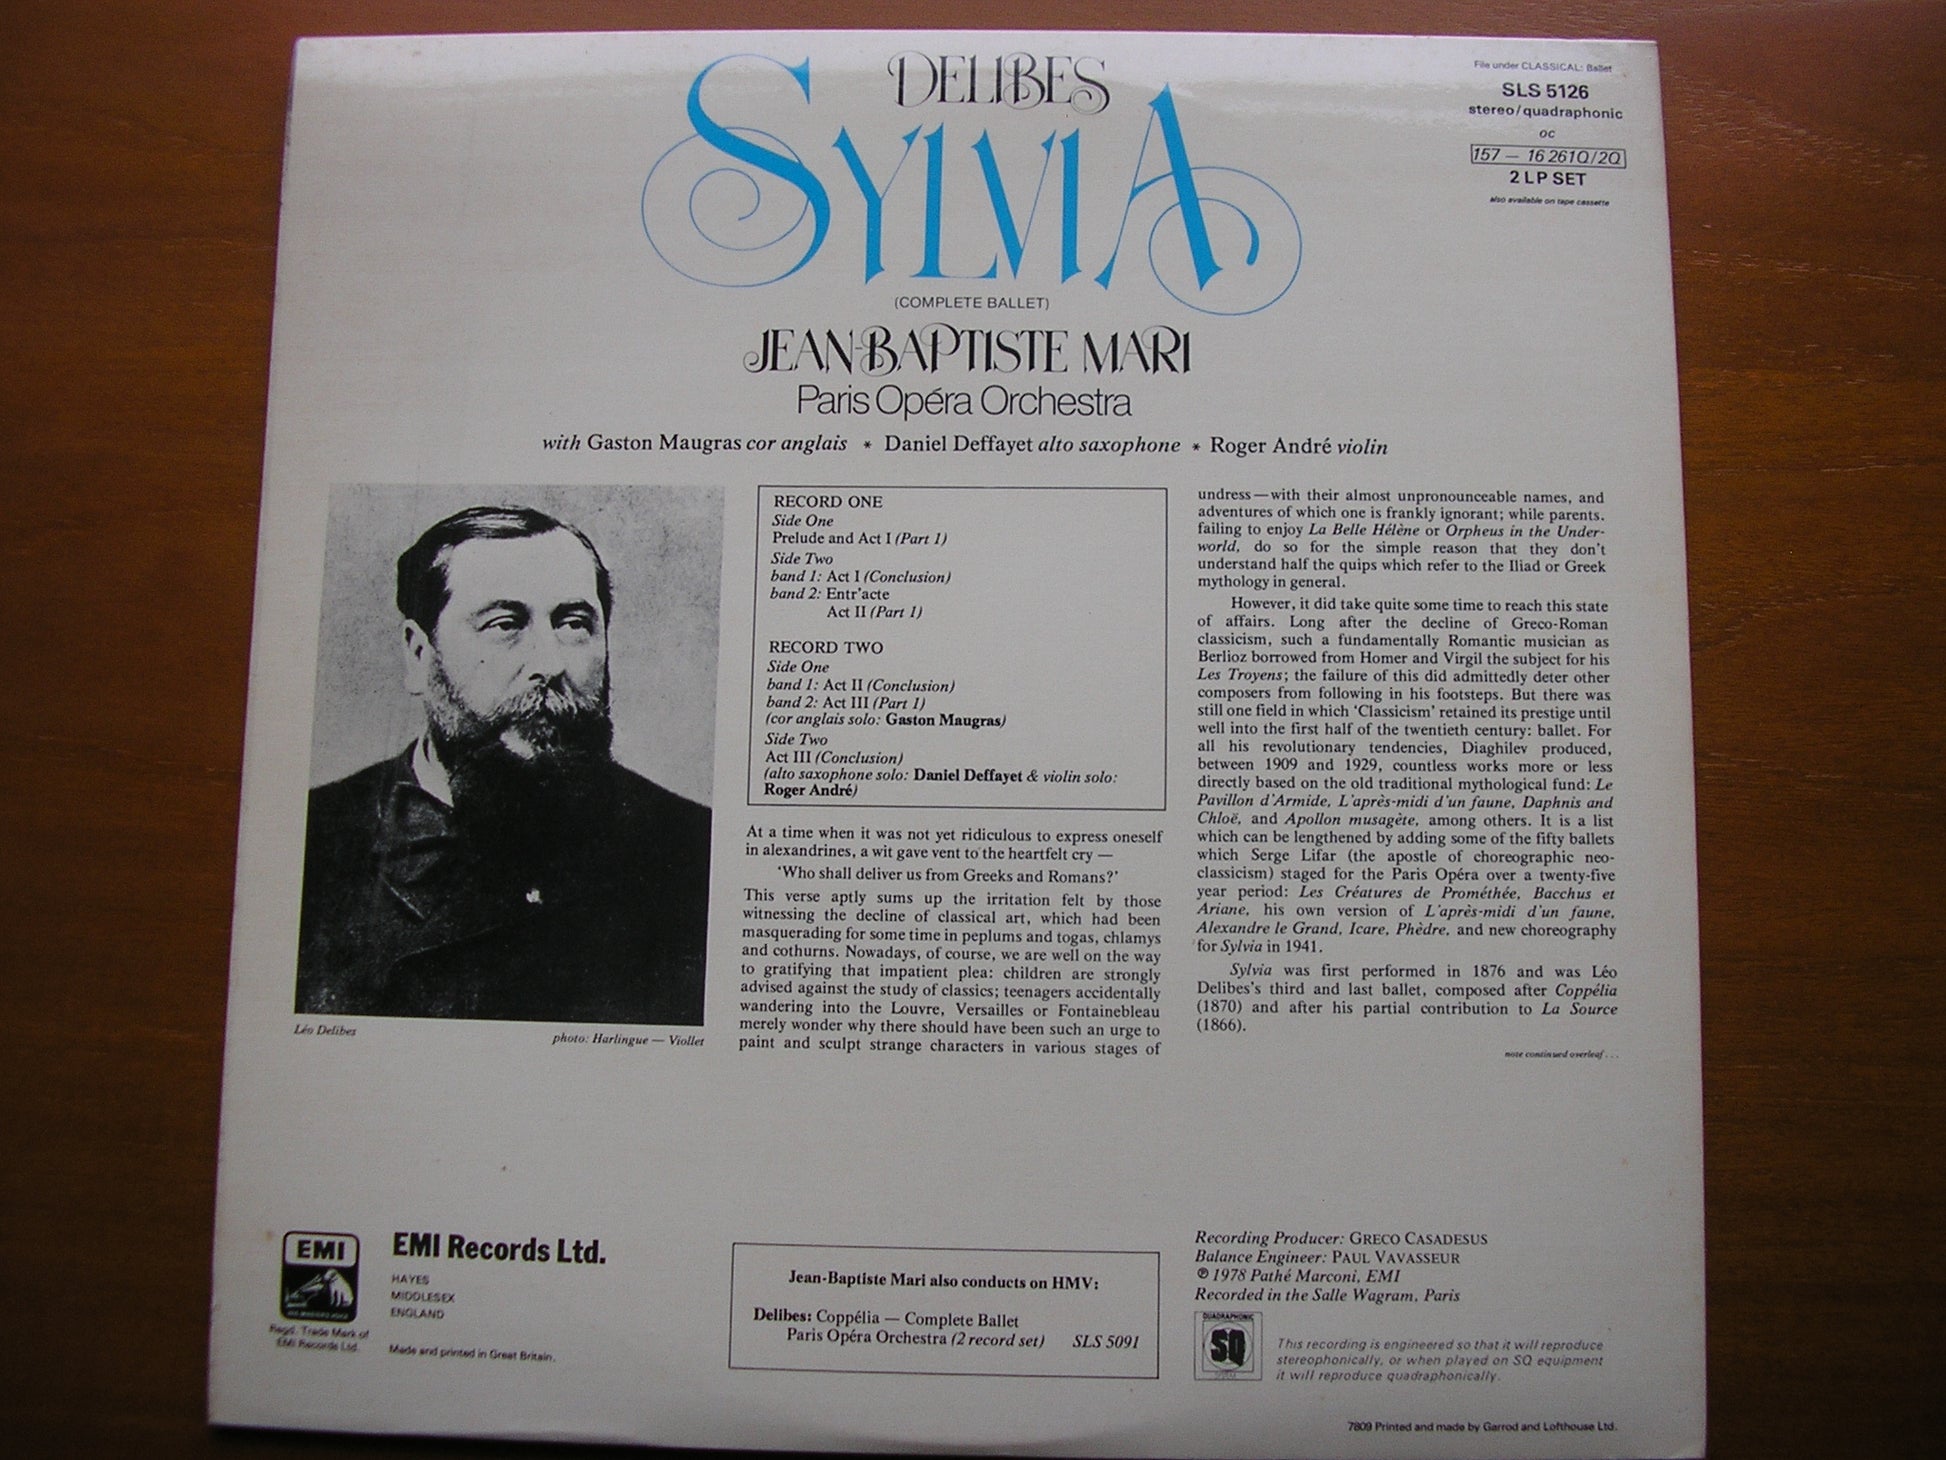 DELIBES
SYLVIA
(COMPLETE BALLET)
JEAN-BAPTISTE MARI
Paris Opéra Orchestra
with Gaston Maugras cor anglais * Daniel Deffayet alto saxophone * Roger André violin
File under CLASSICAL: Ballet
SLS 5126
stereo/quadraphonic
oc
157 — 16 261Q/2Q
2 LP SET
also available on tape cassette
Léo Delibes
photo: Harlingue — Viollet
RECORD ONE
Side One
Prelude and Act I (Part 1)
Side Two
band 1: Act I (Conclusion)
band 2: Entr'acte
Act II (Part 1)
RECORD TWO
Side One
band 1: Act II (Conclusion)
band 2: Act III (Part 1)
(cor anglais solo: Gaston Maugras)
Side Two
Act III (Conclusion)
(alto saxophone solo: Daniel Deffayet & violin solo:
Roger André)
At a time when it was not yet ridiculous to express oneself
in alexandrines, a wit gave vent to the heartfelt cry —
'Who shall deliver us from Greeks and Romans?'
This verse aptly sums up the irritation felt by those
witnessing the decline of classical art, which had been
masquerading for some time in peplums and togas, chlamys
and cothurns. Nowadays, of course, we are well on the way
to gratifying that impatient plea: children are strongly
advised against the study of classics; teenagers accidentally
wandering into the Louvre, Versailles or Fontainebleau
merely wonder why there should have been such an urge to
paint and sculpt strange characters in various stages of
undress — with their almost unpronounceable names, and
adventures of which one is frankly ignorant; while parents.
failing to enjoy La Belle Hélène or Orpheus in the Under-
world, do so for the simple reason that they don't
understand half the quips which refer to the Iliad or Greek
mythology in general.
However, it did take quite some time to reach this state
of affairs. Long after the decline of Greco-Roman
classicism, such a fundamentally Romantic musician as
Berlioz borrowed from Homer and Virgil the subject for his
Les Troyens; the failure of this did admittedly deter other
composers from following in his footsteps. But there was
still one field in which 'Classicism' retained its prestige until
well into the first half of the twentieth century: ballet. For
all his revolutionary tendencies, Diaghilev produced,
between 1909 and 1929, countless works more or less
directly based on the old traditional mythological fund: Le
Pavillon d'Armide, L'après-midi d'un faune, Daphnis and
Chloë, and Apollon musagète, among others. It is a list
which can be lengthened by adding some of the fifty ballets
which Serge Lifar (the apostle of choreographic neo-
classicism) staged for the Paris Opéra over a twenty-five
year period: Les Créatures de Prométhée, Bacchus et
Ariane, his own version of L'après-midi d'un faune,
Alexandre le Grand, Icare, Phèdre, and new choreography
for Sylvia in 1941.
Sylvia was first performed in 1876 and was Léo
Delibes's third and last ballet, composed after Coppélia
(1870) and after his partial contribution to La Source
(1866).
note continued overleaf . . .
EMI
HIS MASTER'S VOICE
Regd. Trade Mark of
EMI Records Ltd.
EMI Records Ltd.
HAYES
MIDDLESEX
ENGLAND
Made and printed in Great Britain.
Jean-Baptiste Mari also conducts on HMV:
Delibes: Coppélia — Complete Ballet
Paris Opéra Orchestra (2 record set) SLS 5091
Recording Producer: GRECO CASADESUS
Balance Engineer: PAUL VAVASSEUR
℗ 1978 Pathé Marconi, EMI
Recorded in the Salle Wagram, Paris
QUADRAPHONIC
SQ
This recording is engineered so that it will reproduce
stereophonically, or when played on SQ equipment
it will reproduce quadraphonically.
7809 Printed and made by Garrod and Lofthouse Ltd.